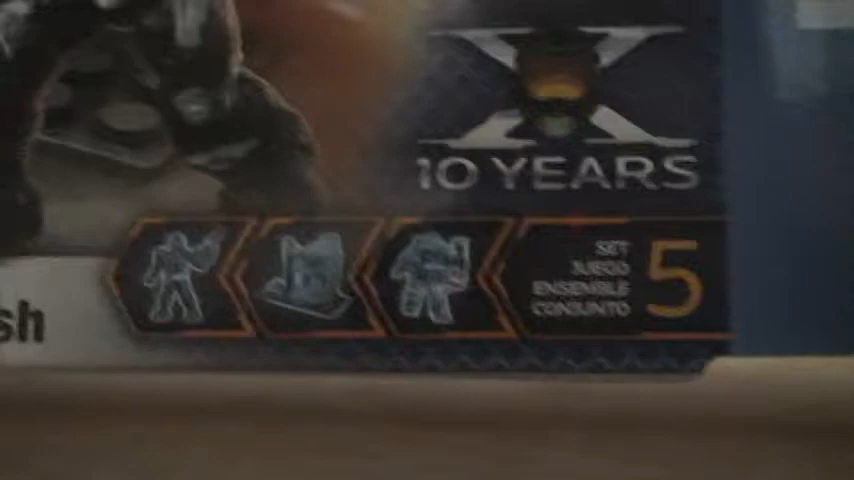 X
10 YEARS
SET
JUEGO
ENSEMBLE
CONJUNTO
5
sh